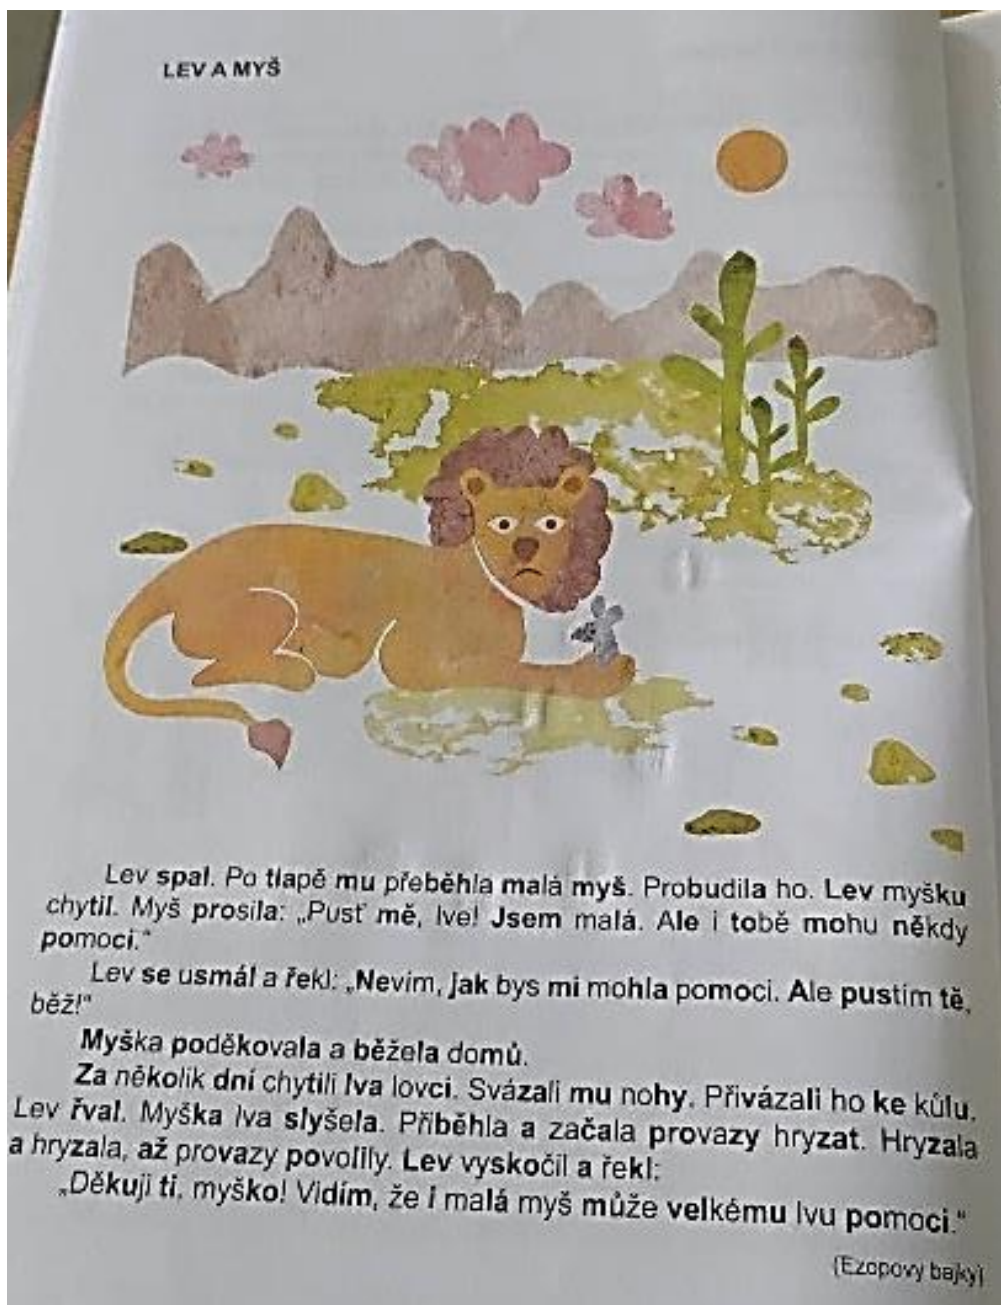 LEV A MYŠ
Lev spal. Po tlapě mu přeběhla malá myš. Probudila ho. Lev myšku
chytil. Myš prosila: „Pusť mě, lve! Jsem malá. Ale i tobě mohu někdy
pomoci.“
Lev se usmál a řekl: „Nevím, jak bys mi mohla pomoci. Ale pustím tě,
běž!“
Myška poděkovala a běžela domů.
Za několik dní chytili lva lovci. Svázali mu nohy. Přivázali ho ke kůlu.
Lev řval. Myška lva slyšela. Přiběhla a začala provazy hryzat. Hryzala
a hryzala, až provazy povolily. Lev vyskočil a řekl:
„Děkuji ti, myško! Vidím, že i malá myš může velkému lvu pomoci.“
(Ezopovy bajky)